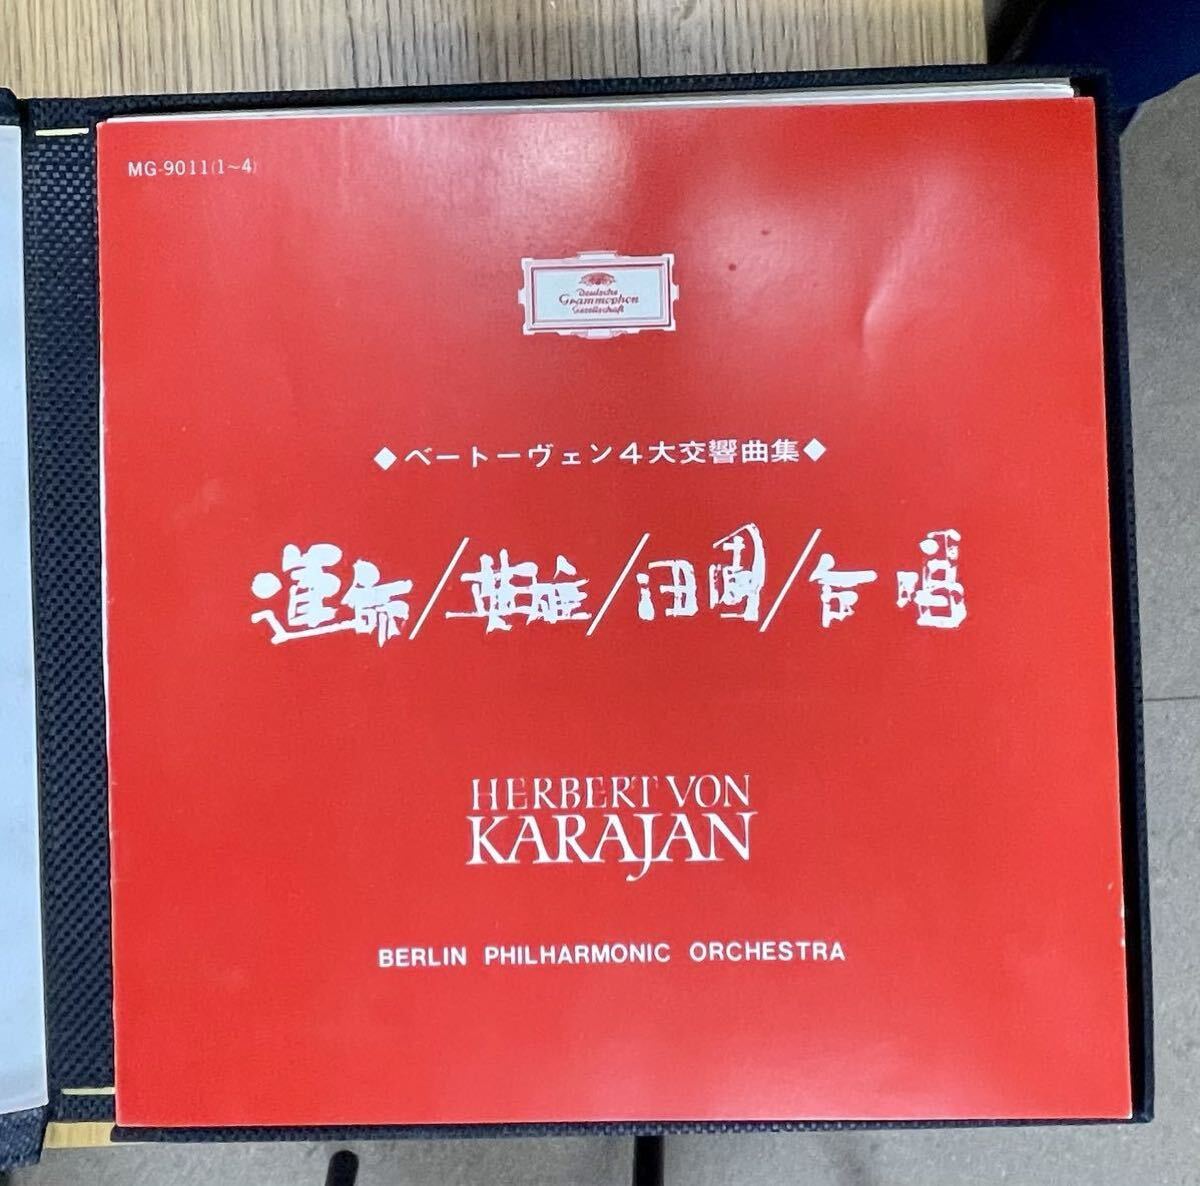 MG-9011(1~4)
Deutsche
Grammophon
Gesellschaft
◆ベートーヴェン4大交響曲集◆
運命/英雄/田園/合唱
HERBERT VON
KARAJAN
BERLIN PHILHARMONIC ORCHESTRA